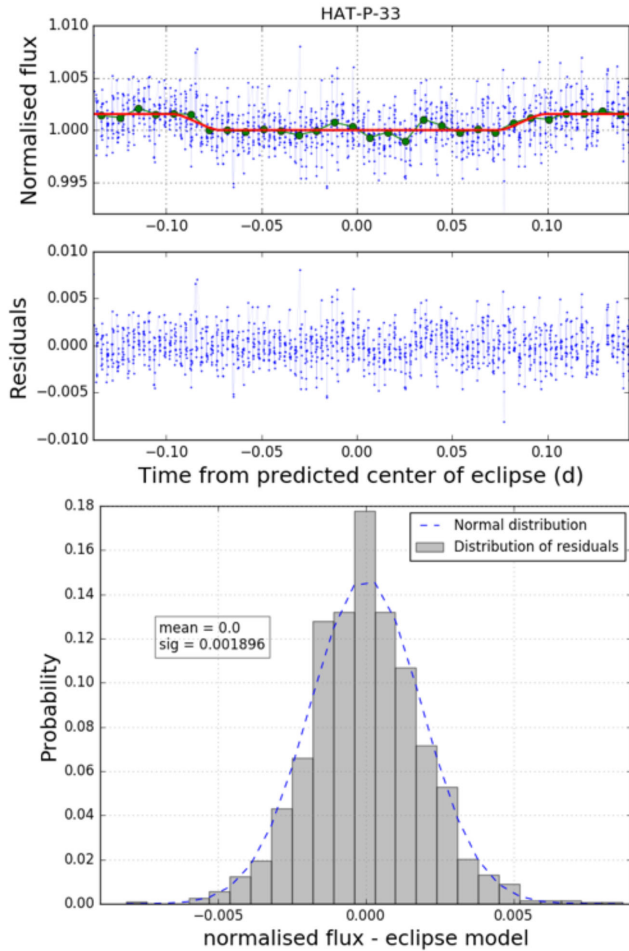 HAT-P-33
1.010
1.005
1.000
0.995
Normalised flux
−0.10 −0.05 0.00 0.05 0.10
0.010
0.005
0.000
−0.005
−0.010
Residuals
−0.10 −0.05 0.00 0.05 0.10
Time from predicted center of eclipse (d)
0.18
0.16
0.14
0.12
0.10
0.08
0.06
0.04
0.02
0.00
Probability
Normal distribution
Distribution of residuals
mean = 0.0
sig = 0.001896
−0.005 0.000 0.005
normalised flux - eclipse model